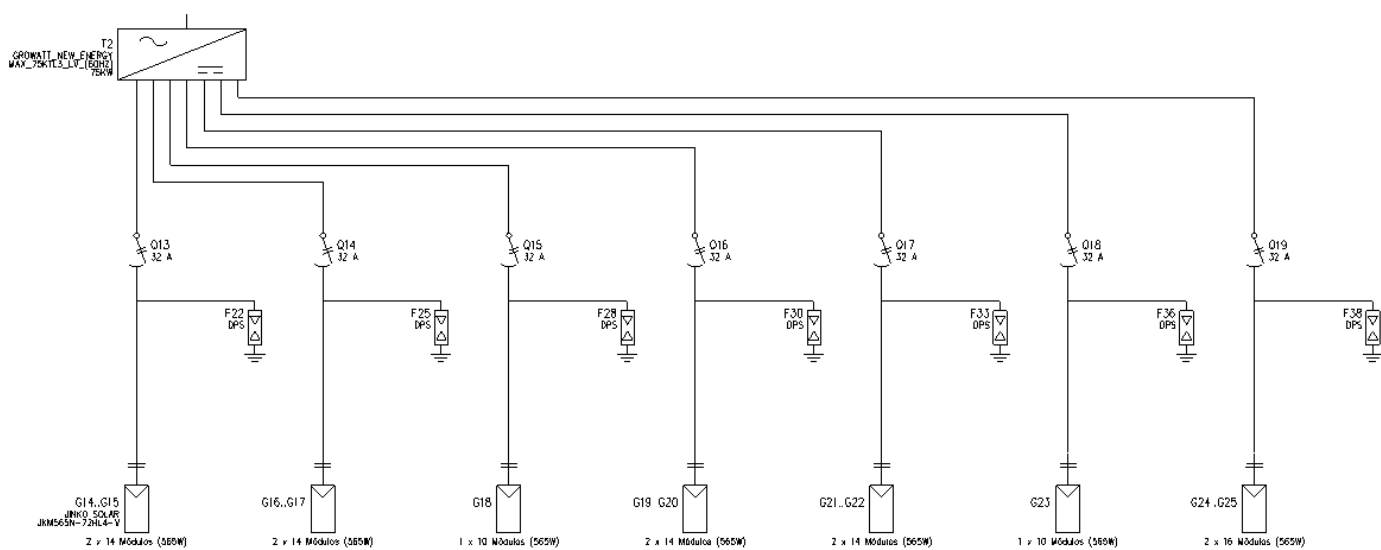 T2
GROWATT_NEW_ENERGY
MAX_75KTL3_LV_(60HZ)
75KW
Q13
32 A
Q14
32 A
Q15
32 A
Q16
32 A
Q17
32 A
Q18
32 A
Q19
32 A
F22
DPS
F25
DPS
F28
DPS
F30
DPS
F33
DPS
F36
DPS
F38
DPS
G14..G15
JINKO_SOLAR
JKM565N-72HL4-V
G16..G17
G18
G19 G20
G21..G22
G23
G24..G25
2 x 14 Módulos (565W)
2 x 14 Módulos (565W)
1 x 10 Módulos (565W)
2 x 14 Módulos (565W)
2 x 14 Módulos (565W)
1 x 10 Módulos (565W)
2 x 16 Módulos (565W)